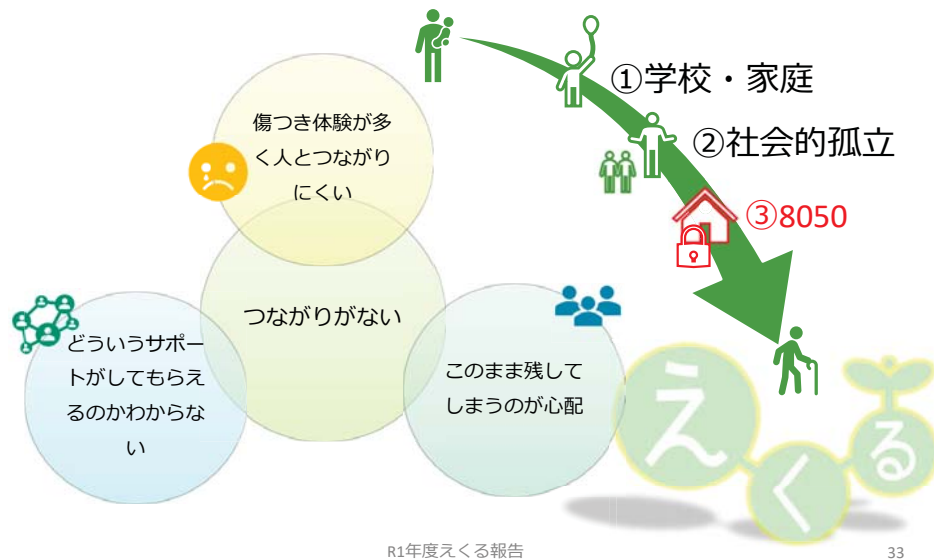 ①学校・家庭
②社会的孤立
③8050
傷つき体験が多
く人とつながり
にくい
つながりがない
どういうサポー
トがしてもらえ
るのかわからな
い
このまま残して
しまうのが心配
えくる
R1年度えくる報告
33